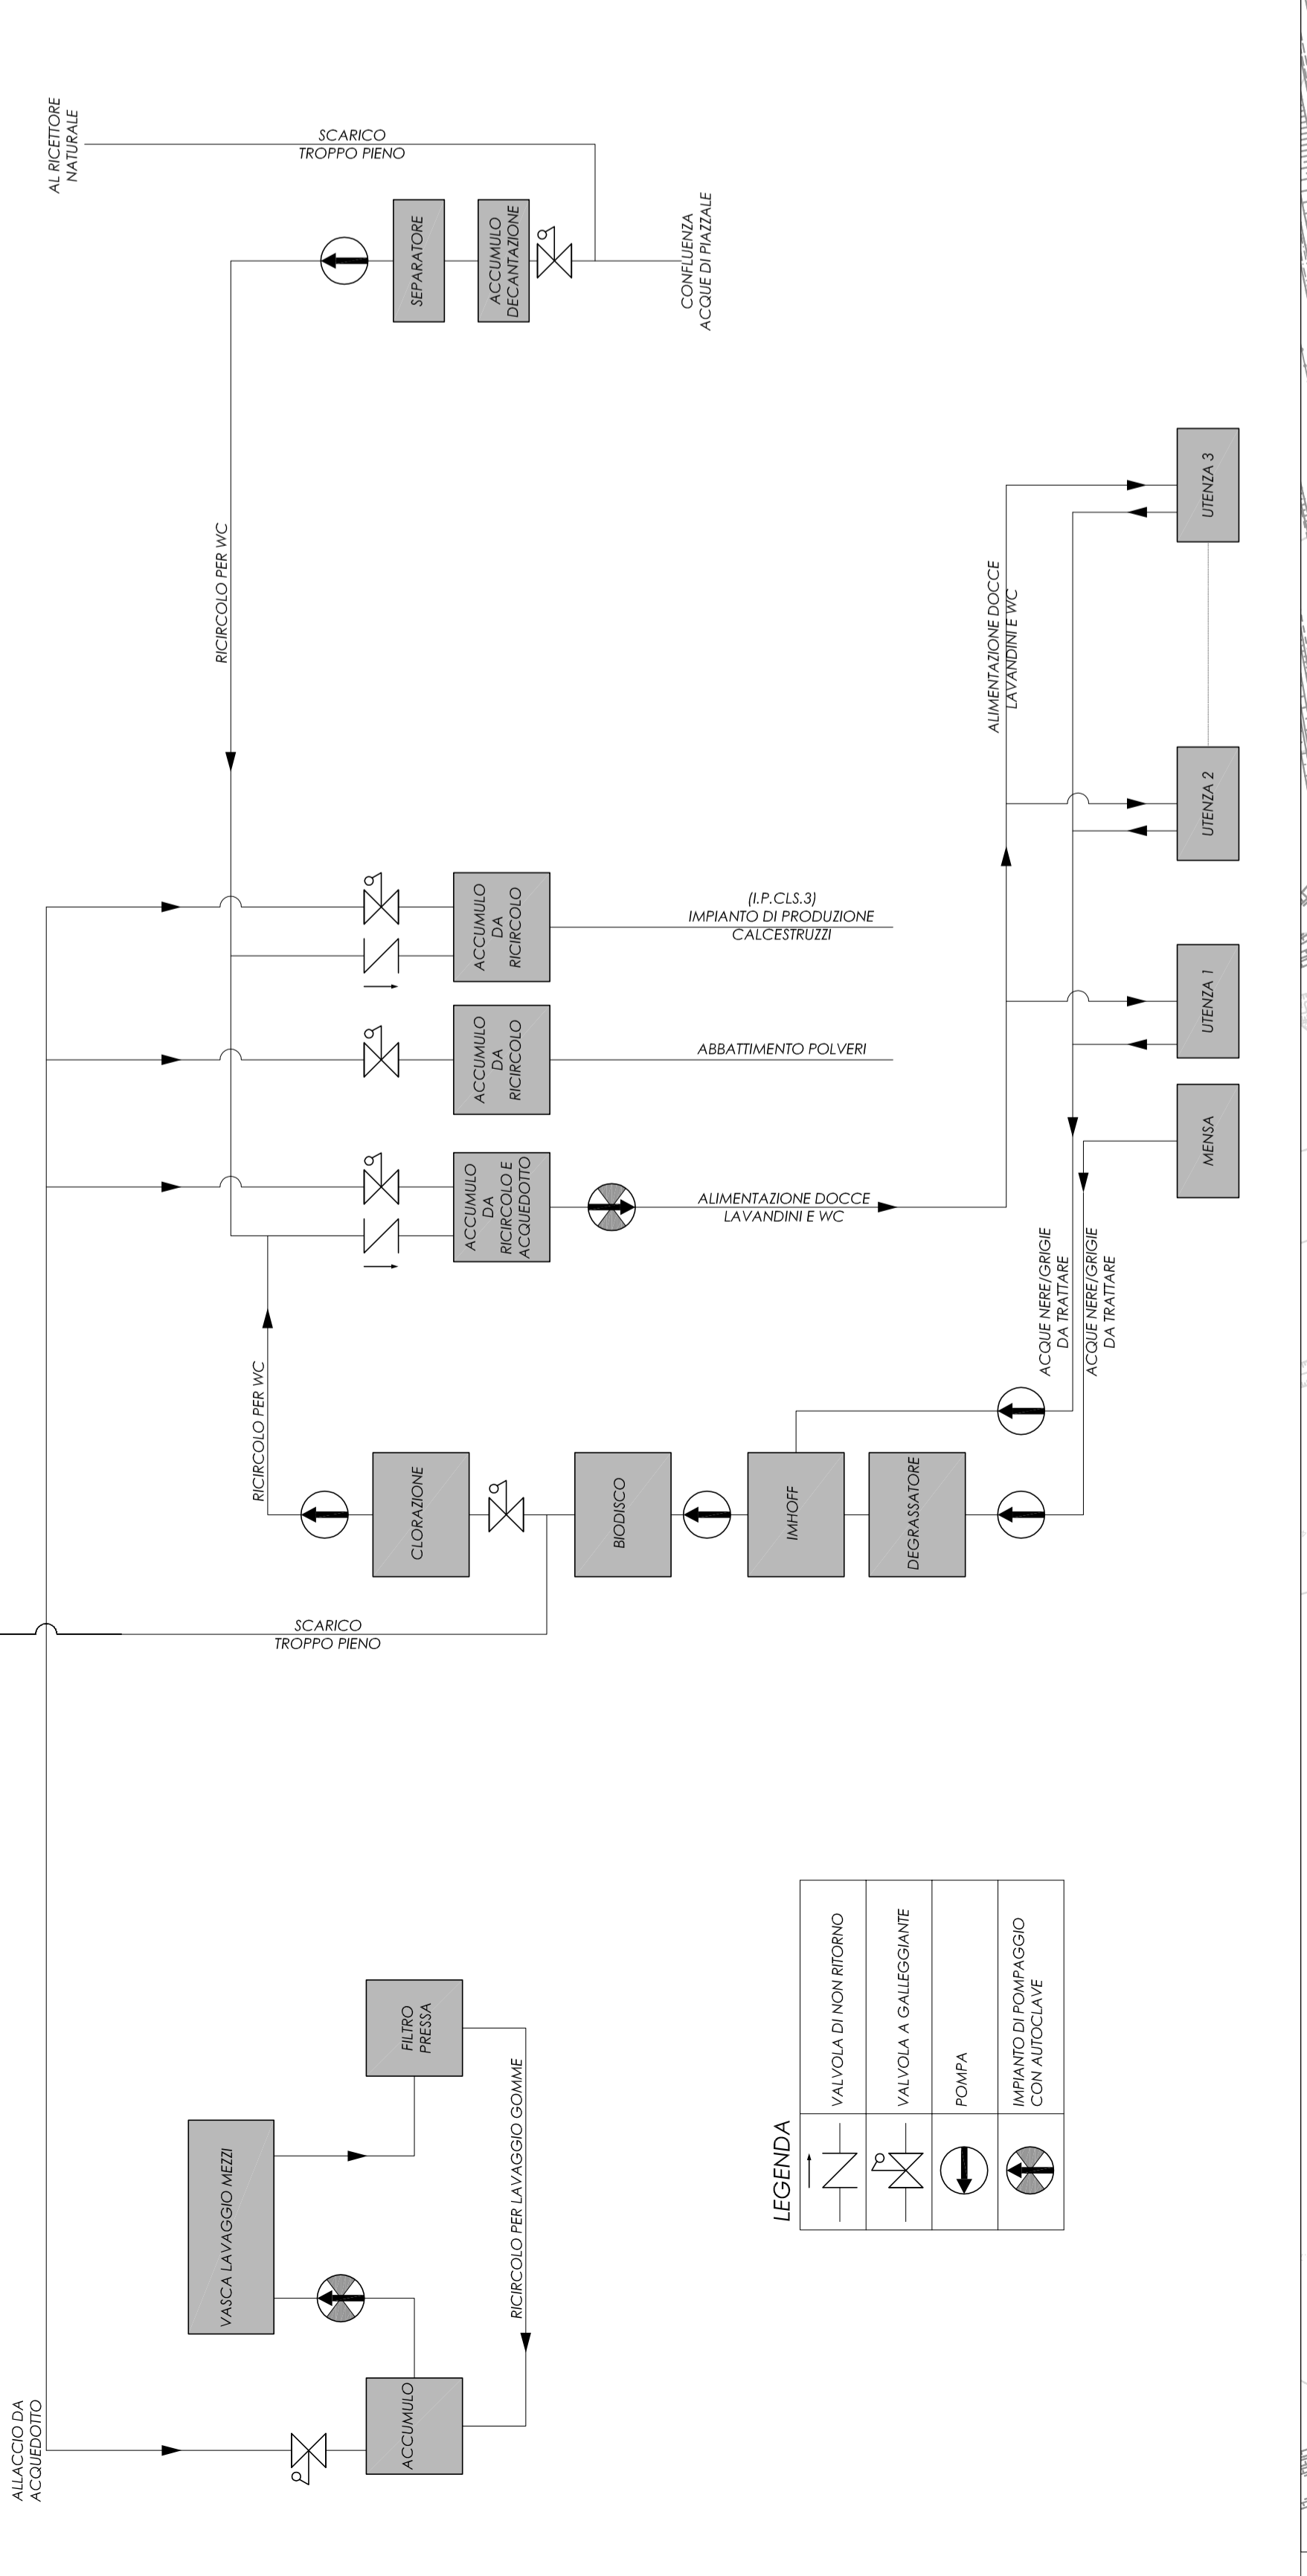 ALLACCIO DA
ACQUEDOTTO
ACCUMULO
VASCA LAVAGGIO MEZZI
FILTRO
PRESSA
RICIRCOLO PER LAVAGGIO GOMME
SCARICO
TROPPO PIENO
RICIRCOLO PER WC
CLORAZIONE
BIODISCO
IMHOFF
DEGRASSATORE
ACQUE NERE/GRIGIE
DA TRATTARE
ACQUE NERE/GRIGIE
DA TRATTARE
ACCUMULO
DA
RICIRCOLO E
ACQUEDOTTO
ALIMENTAZIONE DOCCE
LAVANDINI E WC
ACCUMULO
DA
RICIRCOLO
ABBATTIMENTO POLVERI
ACCUMULO
DA
RICIRCOLO
(I.P.CLS.3)
IMPIANTO DI PRODUZIONE
CALCESTRUZZI
MENSA
UTENZA 1
UTENZA 2
UTENZA 3
ALIMENTAZIONE DOCCE
LAVANDINI E WC
RICIRCOLO PER WC
SEPARATORE
ACCUMULO
DECANTAZIONE
CONFLUENZA
ACQUE DI PIAZZALE
SCARICO
TROPPO PIENO
AL RICETTORE
NATURALE
LEGENDA
VALVOLA DI NON RITORNO
VALVOLA A GALLEGGIANTE
POMPA
IMPIANTO DI POMPAGGIO
CON AUTOCLAVE